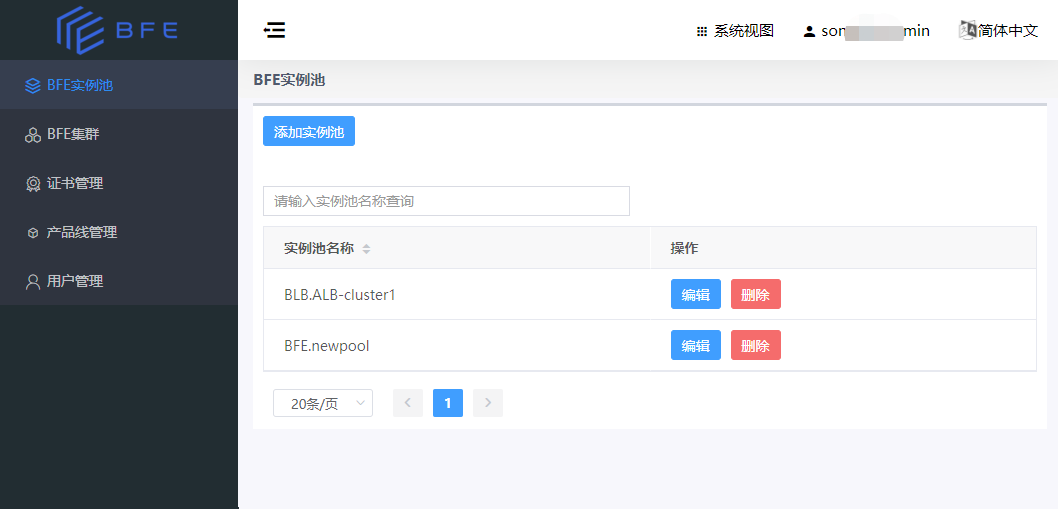 BFE
系统视图
简体中文
BFE实例池
BFE集群
证书管理
产品线管理
用户管理
BFE实例池
添加实例池
请输入实例池名称查询
实例池名称 操作
BLB.ALB-cluster1 编辑 删除
BFE.newpool 编辑 删除
20条/页 1